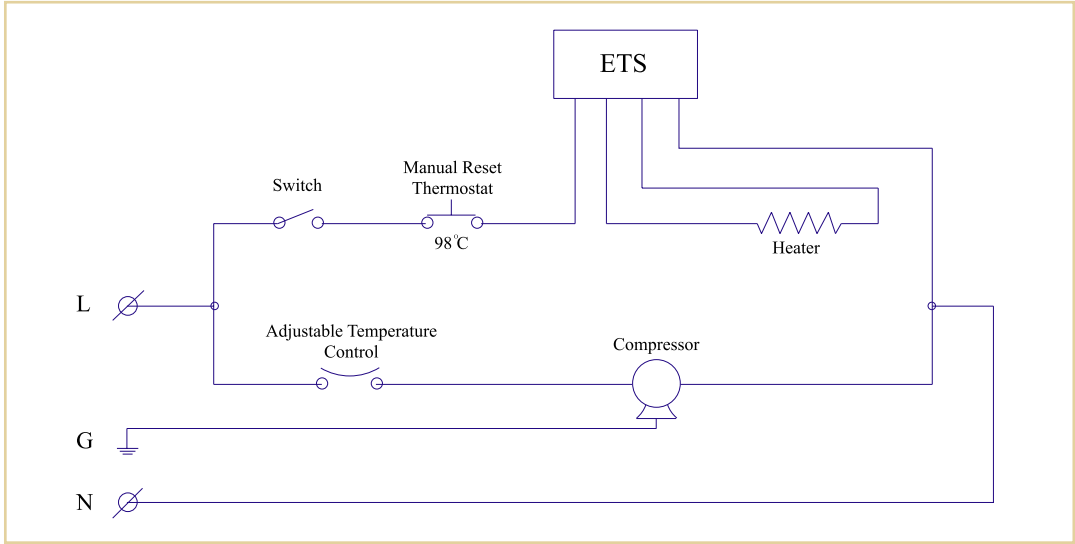 ETS
Manual Reset
Thermostat
Switch
98°C
Heater
L
Adjustable Temperature
Control
Compressor
G
N